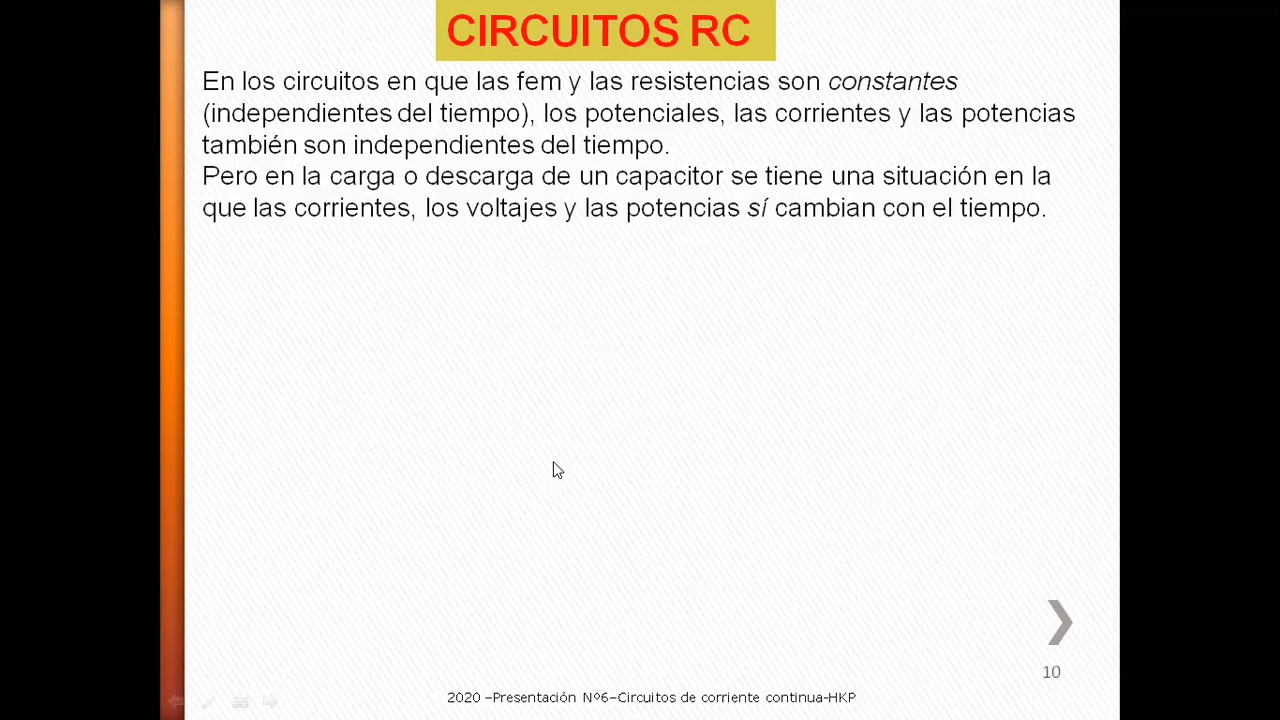 CIRCUITOS RC
En los circuitos en que las fem y las resistencias son constantes
(independientes del tiempo), los potenciales, las corrientes y las potencias
también son independientes del tiempo.
Pero en la carga o descarga de un capacitor se tiene una situación en la
que las corrientes, los voltajes y las potencias sí cambian con el tiempo.
10
2020 –Presentación Nº6–Circuitos de corriente continua-HKP